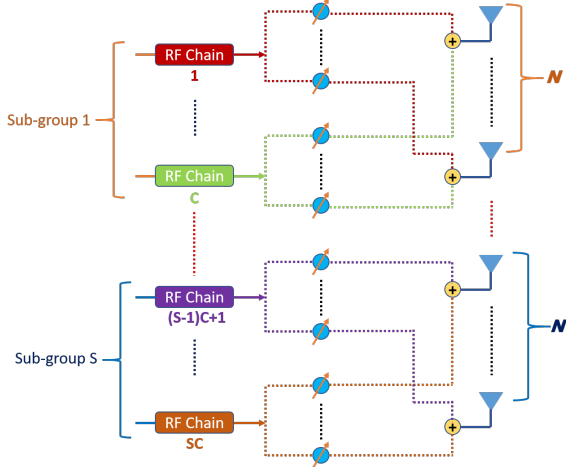 RF Chain
1
+
N
Sub-group 1
RF Chain
C
+
RF Chain
(S-1)C+1
+
N
Sub-group S
RF Chain
SC
+